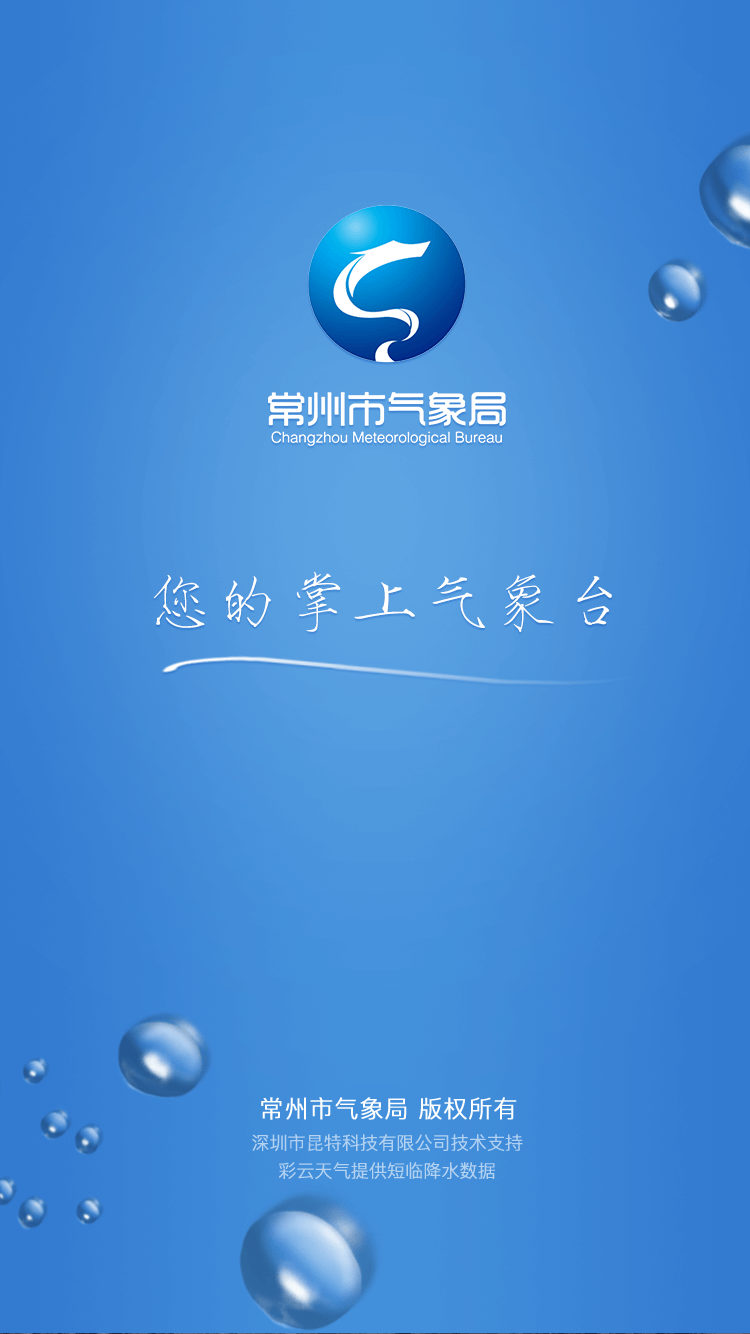 常州市气象局
Changzhou Meteorological Bureau
您的掌上气象台
常州市气象局 版权所有
深圳市昆特科技有限公司技术支持
彩云天气提供短临降水数据